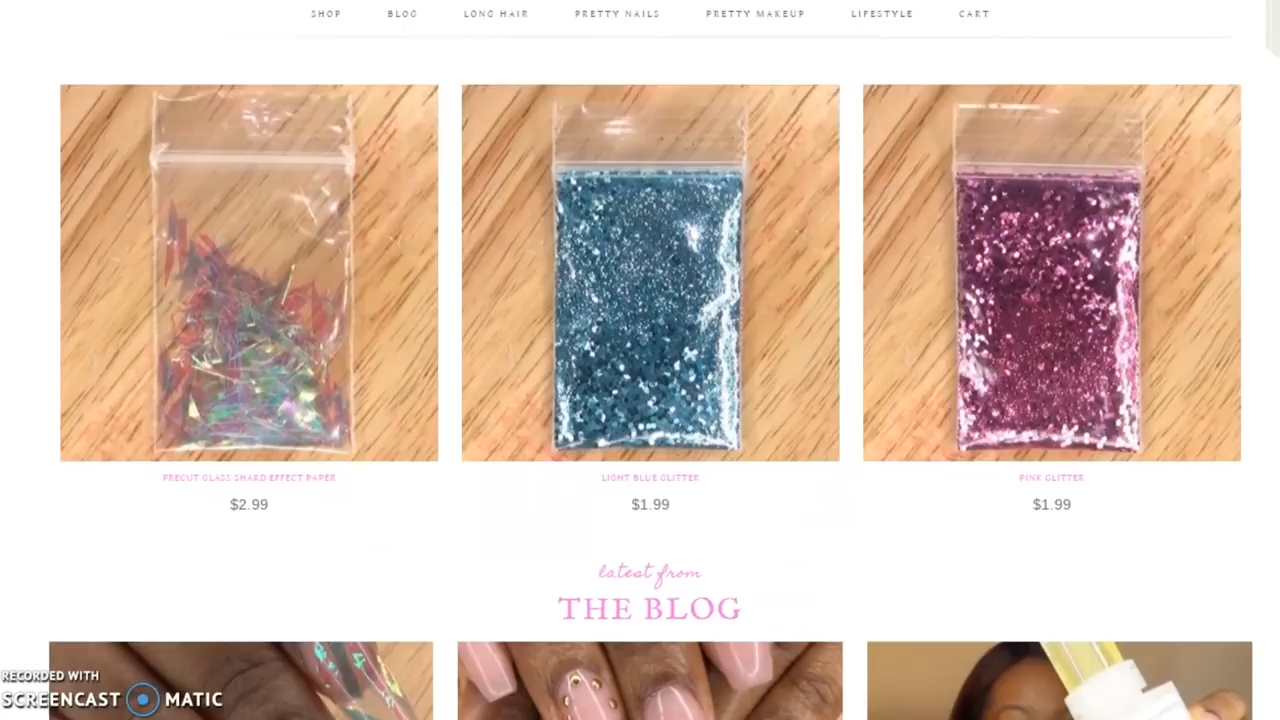 SHOP BLOG LONG HAIR PRETTY NAILS PRETTY MAKEUP LIFESTYLE CART
PRECUT GLASS SHARD EFFECT PAPER
$2.99
LIGHT BLUE GLITTER
$1.99
PINK GLITTER
$1.99
latest from
THE BLOG
RECORDED WITH
SCREENCAST MATIC